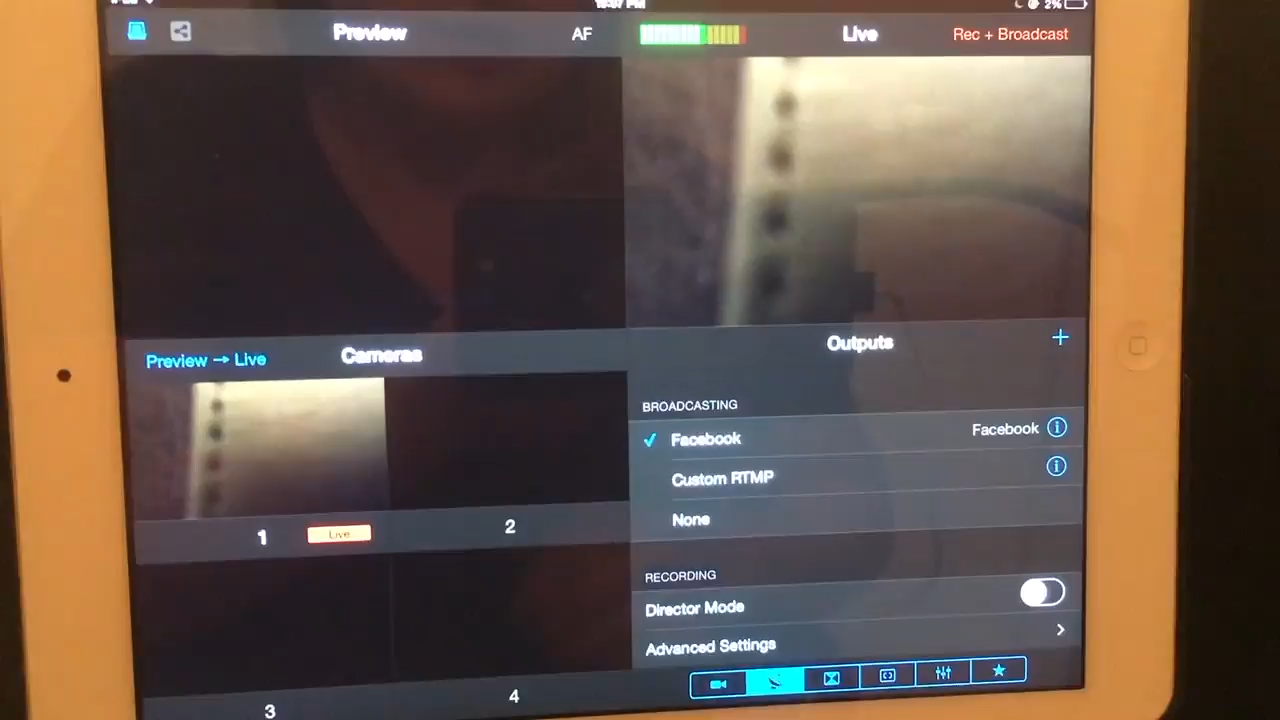 2%
Preview
AF
Live
Rec + Broadcast
Preview → Live
Cameras
Outputs
+
BROADCASTING
✓ Facebook
Facebook
Custom RTMP
None
1
Live
2
RECORDING
Director Mode
Advanced Settings
3
4